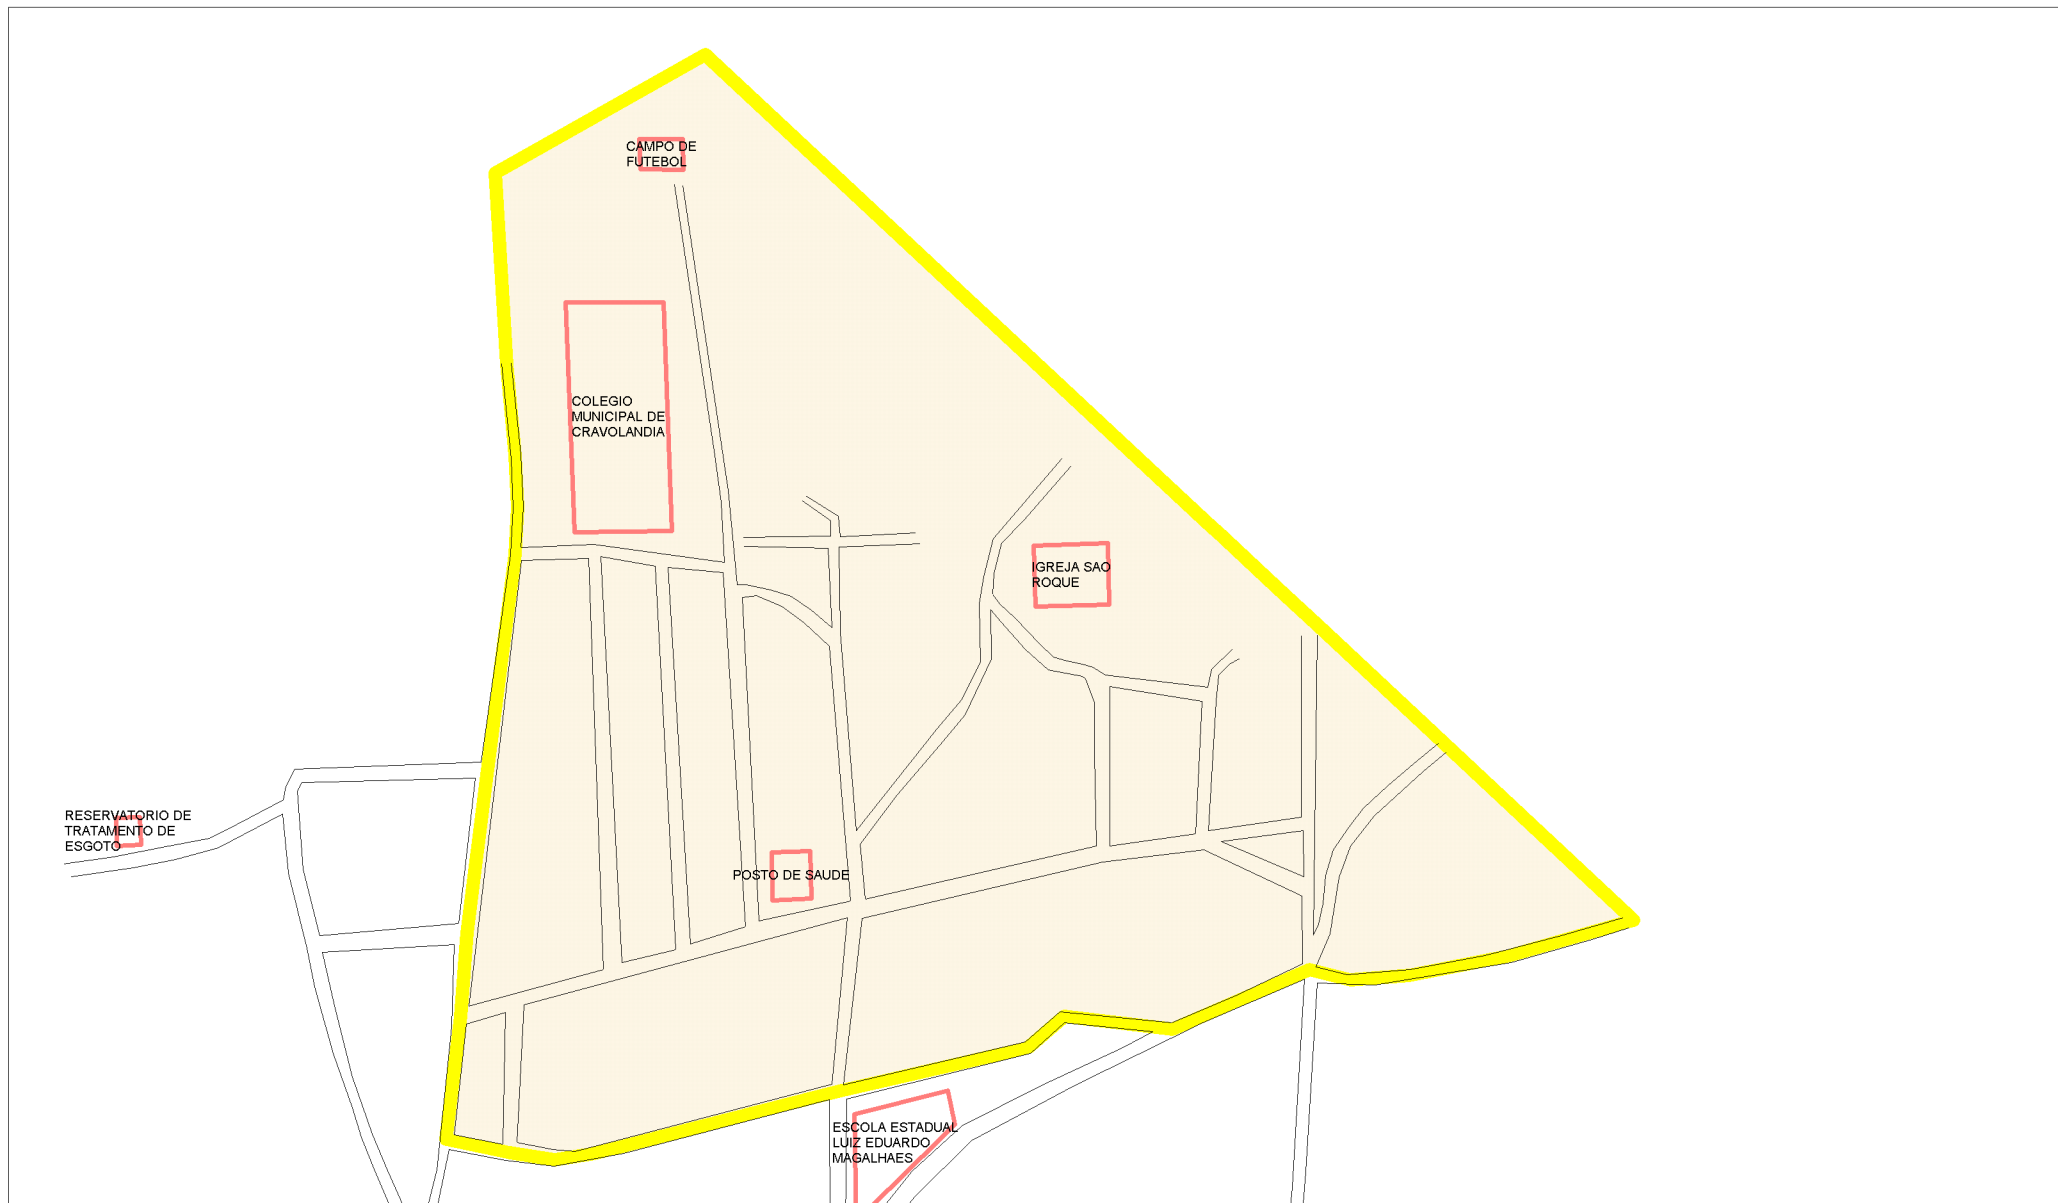 CAMPO DE
FUTEBOL
COLEGIO
MUNICIPAL DE
CRAVOLANDIA
IGREJA SAO
ROQUE
RESERVATORIO DE
TRATAMENTO DE
ESGOTO
POSTO DE SAUDE
ESCOLA ESTADUAL
LUIZ EDUARDO
MAGALHAES